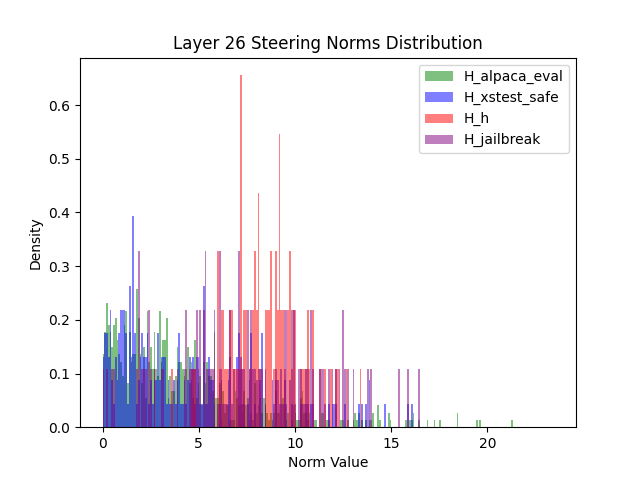 Layer 26 Steering Norms Distribution
H_alpaca_eval
H_xstest_safe
H_h
H_jailbreak
Density
0.6
0.5
0.4
0.3
0.2
0.1
0.0
0
5
10
15
20
Norm Value